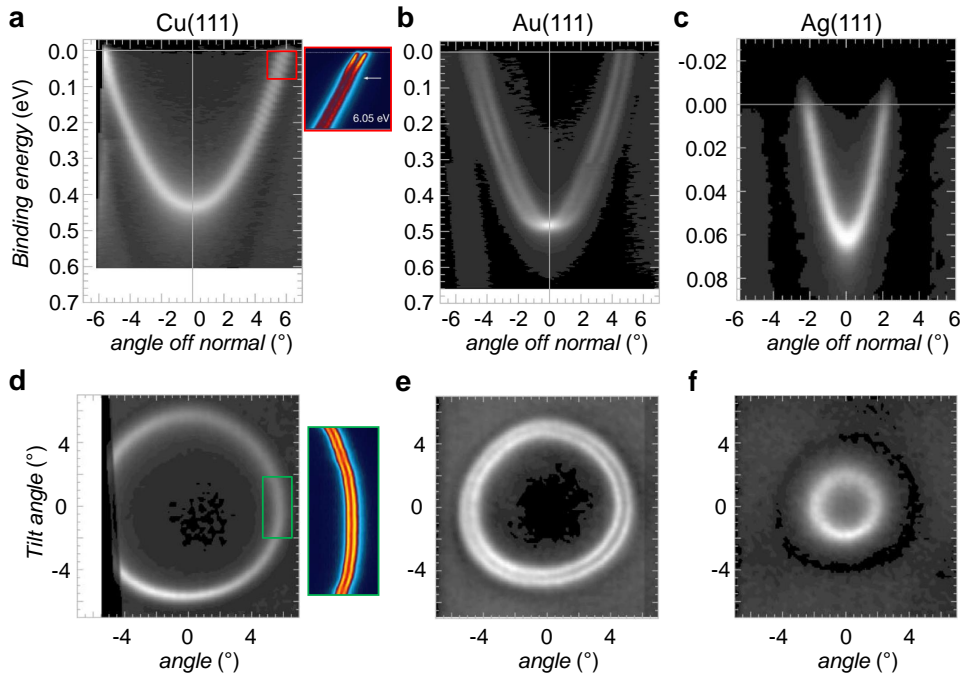 a
Cu(111)
b
Au(111)
c
Ag(111)
Binding energy (eV)
0.0
0.1
0.2
0.3
0.4
0.5
0.6
0.7
-6 -4 -2 0 2 4 6
angle off normal (°)
6.05 eV
0.0
0.1
0.2
0.3
0.4
0.5
0.6
-6 -4 -2 0 2 4 6
angle off normal (°)
-0.02
0.00
0.02
0.04
0.06
0.08
-4 -2 0 2 4
angle off normal (°)
d
e
f
Tilt angle (°)
4
0
-4
-4 0 4
angle (°)
4
0
-4
-4 0 4
angle (°)
4
0
-4
-4 0 4
angle (°)